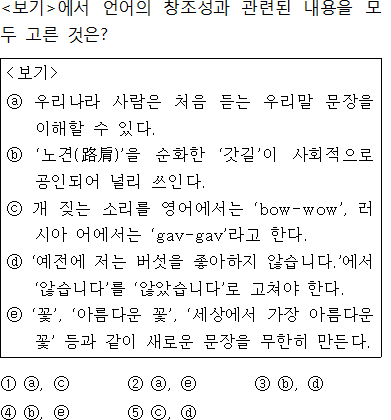 <보기>에서 언어의 창조성과 관련된 내용을 모
두 고른 것은?
<보기>
ⓐ 우리나라 사람은 처음 듣는 우리말 문장을
이해할 수 있다.
ⓑ ‘노견(路肩)’을 순화한 ‘갓길’이 사회적으로
공인되어 널리 쓰인다.
ⓒ 개 짖는 소리를 영어에서는 ‘bow-wow’, 러
시아 어에서는 ‘gav-gav’라고 한다.
ⓓ ‘예전에 저는 버섯을 좋아하지 않습니다.’에서
‘않습니다’를 ‘않았습니다’로 고쳐야 한다.
ⓔ ‘꽃’, ‘아름다운 꽃’, ‘세상에서 가장 아름다운
꽃’ 등과 같이 새로운 문장을 무한히 만든다.
① ⓐ, ⓒ ② ⓐ, ⓔ ③ ⓑ, ⓓ
④ ⓑ, ⓔ ⑤ ⓒ, ⓓ